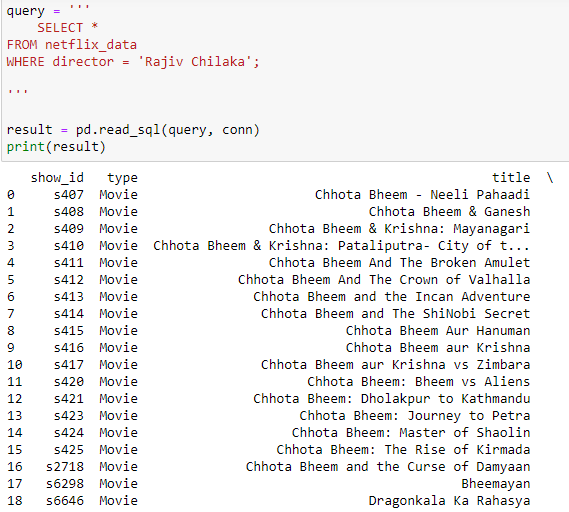 query = '''
    SELECT *
FROM netflix_data
WHERE director = 'Rajiv Chilaka';
'''
result = pd.read_sql(query, conn)
print(result)
show_id type title \
0 s407 Movie Chhota Bheem - Neeli Pahaadi
1 s408 Movie Chhota Bheem & Ganesh
2 s409 Movie Chhota Bheem & Krishna: Mayanagari
3 s410 Movie Chhota Bheem & Krishna: Pataliputra- City of t...
4 s411 Movie Chhota Bheem And The Broken Amulet
5 s412 Movie Chhota Bheem And The Crown of Valhalla
6 s413 Movie Chhota Bheem and the Incan Adventure
7 s414 Movie Chhota Bheem and The ShiNobi Secret
8 s415 Movie Chhota Bheem Aur Hanuman
9 s416 Movie Chhota Bheem aur Krishna
10 s417 Movie Chhota Bheem aur Krishna vs Zimbara
11 s420 Movie Chhota Bheem: Bheem vs Aliens
12 s421 Movie Chhota Bheem: Dholakpur to Kathmandu
13 s423 Movie Chhota Bheem: Journey to Petra
14 s424 Movie Chhota Bheem: Master of Shaolin
15 s425 Movie Chhota Bheem: The Rise of Kirmada
16 s2718 Movie Chhota Bheem and the Curse of Damyaan
17 s6298 Movie Bheemayan
18 s6646 Movie Dragonkala Ka Rahasya